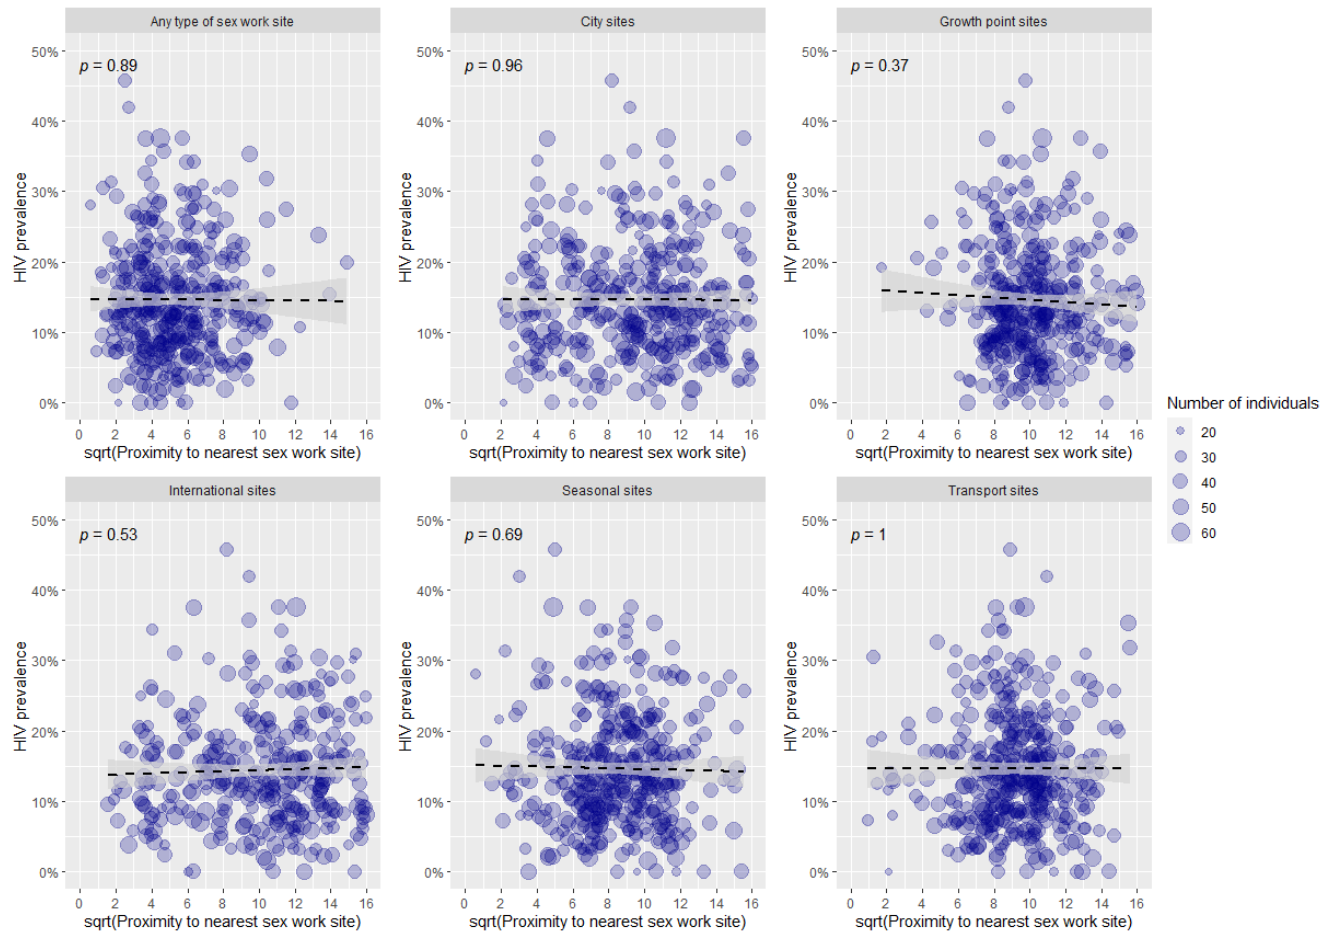 Any type of sex work site
City sites
Growth point sites
50%
40%
30%
20%
10%
0%
HIV prevalence
p = 0.89
0 2 4 6 8 10 12 14 16
sqrt(Proximity to nearest sex work site)
50%
40%
30%
20%
10%
0%
HIV prevalence
p = 0.96
0 2 4 6 8 10 12 14 16
sqrt(Proximity to nearest sex work site)
50%
40%
30%
20%
10%
0%
HIV prevalence
p = 0.37
0 2 4 6 8 10 12 14 16
sqrt(Proximity to nearest sex work site)
Number of individuals
20
30
40
50
60
International sites
Seasonal sites
Transport sites
50%
40%
30%
20%
10%
0%
HIV prevalence
p = 0.53
0 2 4 6 8 10 12 14 16
sqrt(Proximity to nearest sex work site)
50%
40%
30%
20%
10%
0%
HIV prevalence
p = 0.69
0 2 4 6 8 10 12 14 16
sqrt(Proximity to nearest sex work site)
50%
40%
30%
20%
10%
0%
HIV prevalence
p = 1
0 2 4 6 8 10 12 14 16
sqrt(Proximity to nearest sex work site)